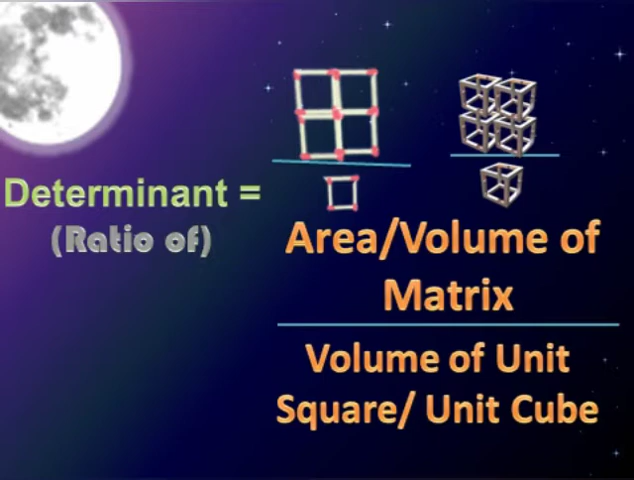 Determinant =
(Ratio of)
Area/Volume of
Matrix
Volume of Unit
Square/ Unit Cube